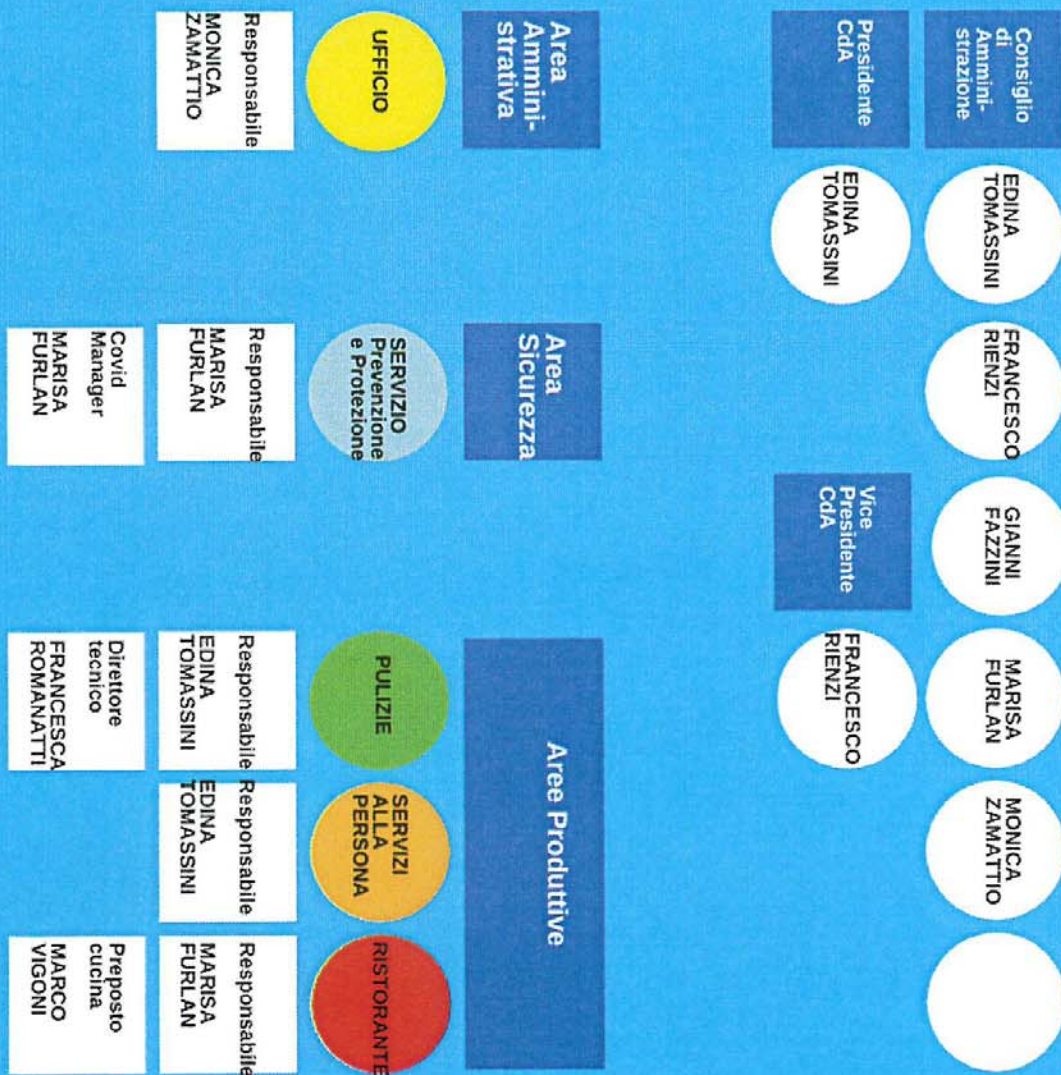 Consiglio
di
Ammini-
strazione
EDINA
TOMASSINI
FRANCESCO
RIENZI
GIANNI
FAZZINI
MARISA
FURLAN
MONICA
ZAMATTIO
Presidente
CdA
EDINA
TOMASSINI
Vice
Presidente
CdA
FRANCESCO
RIENZI
Area
Ammini-
strativa
Area
Sicurezza
Aree Produttive
UFFICIO
SERVIZIO
Prevenzione
e Protezione
PULIZIE
SERVIZI
ALLA
PERSONA
RISTORANTE
Responsabile
MONICA
ZAMATTIO
Responsabile
MARISA
FURLAN
Responsabile
EDINA
TOMASSINI
Responsabile
EDINA
TOMASSINI
Responsabile
MARISA
FURLAN
Covid
Manager
MARISA
FURLAN
Direttore
tecnico
FRANCESCA
ROMANATTI
Preposto
cucina
MARCO
VIGONI